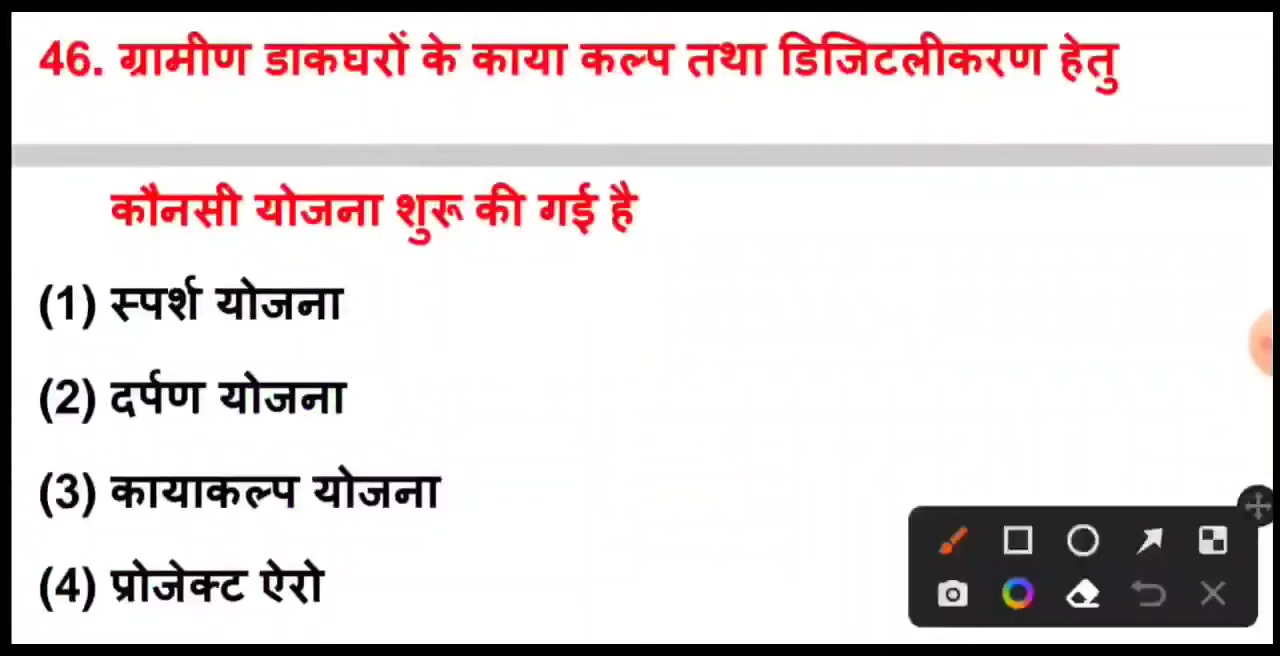 46. ग्रामीण डाकघरों के काया कल्प तथा डिजिटलीकरण हेतु
कौनसी योजना शुरू की गई है
(1) स्पर्श योजना
(2) दर्पण योजना
(3) कायाकल्प योजना
(4) प्रोजेक्ट ऐरो